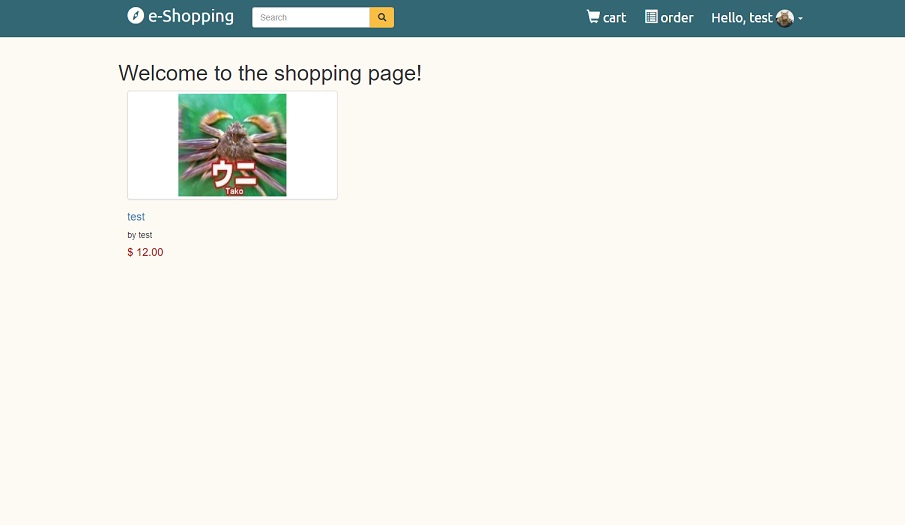 e-Shopping
Search
cart
order
Hello, test
Welcome to the shopping page!
ウニ
Tako
test
by test
$ 12.00